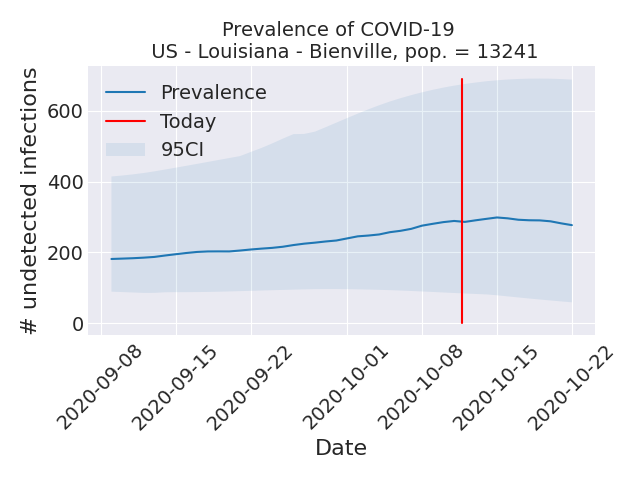 Prevalence of COVID-19
US - Louisiana - Bienville, pop. = 13241
# undetected infections
600
400
200
0
Prevalence
Today
95CI
2020-09-08
2020-09-15
2020-09-22
2020-10-01
2020-10-08
2020-10-15
2020-10-22
Date